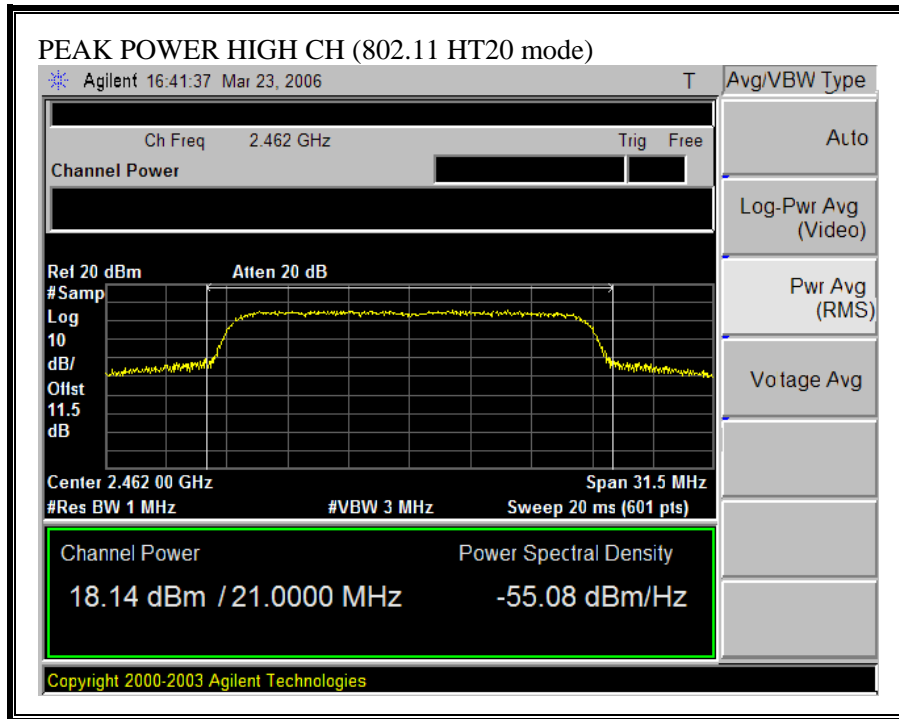 PEAK POWER HIGH CH (802.11 HT20 mode)
Agilent 16:41:37 Mar 23, 2006 T
Avg/VBW Type
Ch Freq 2.462 GHz Trig Free
Channel Power
Auto
Log-Pwr Avg
(Video)
Pwr Avg
(RMS)
Vo tage Avg
Ref 20 dBm Atten 20 dB
#Samp
Log
10
dB/
Offst
11.5
dB
Center 2.462 00 GHz Span 31.5 MHz
#Res BW 1 MHz #VBW 3 MHz Sweep 20 ms (601 pts)
Channel Power Power Spectral Density
18.14 dBm / 21.0000 MHz -55.08 dBm/Hz
Copyright 2000-2003 Agilent Technologies